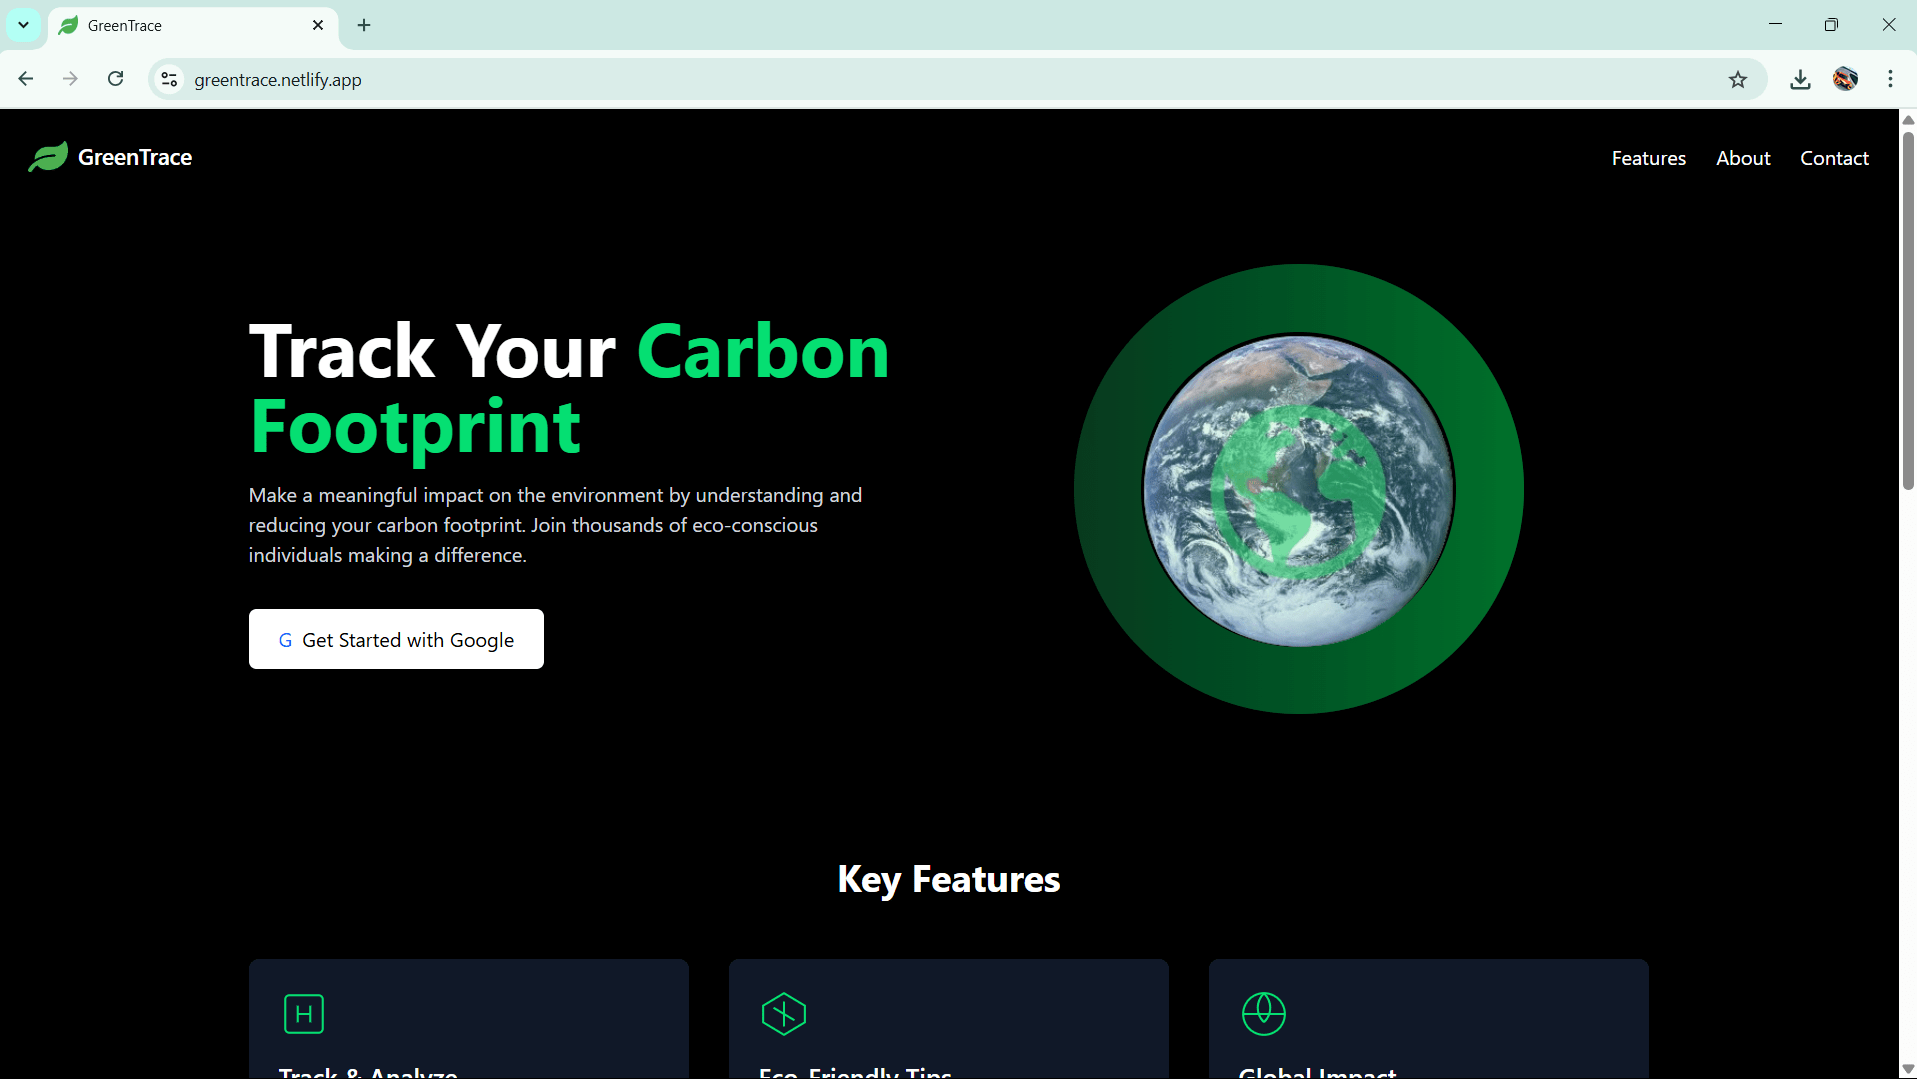 GreenTrace
greentrace.netlify.app
GreenTrace
Features About Contact
Track Your Carbon
Footprint
Make a meaningful impact on the environment by understanding and
reducing your carbon footprint. Join thousands of eco-conscious
individuals making a difference.
G Get Started with Google
Key Features
H
Track & Analyze
Eco-Friendly Tips
Global Impact